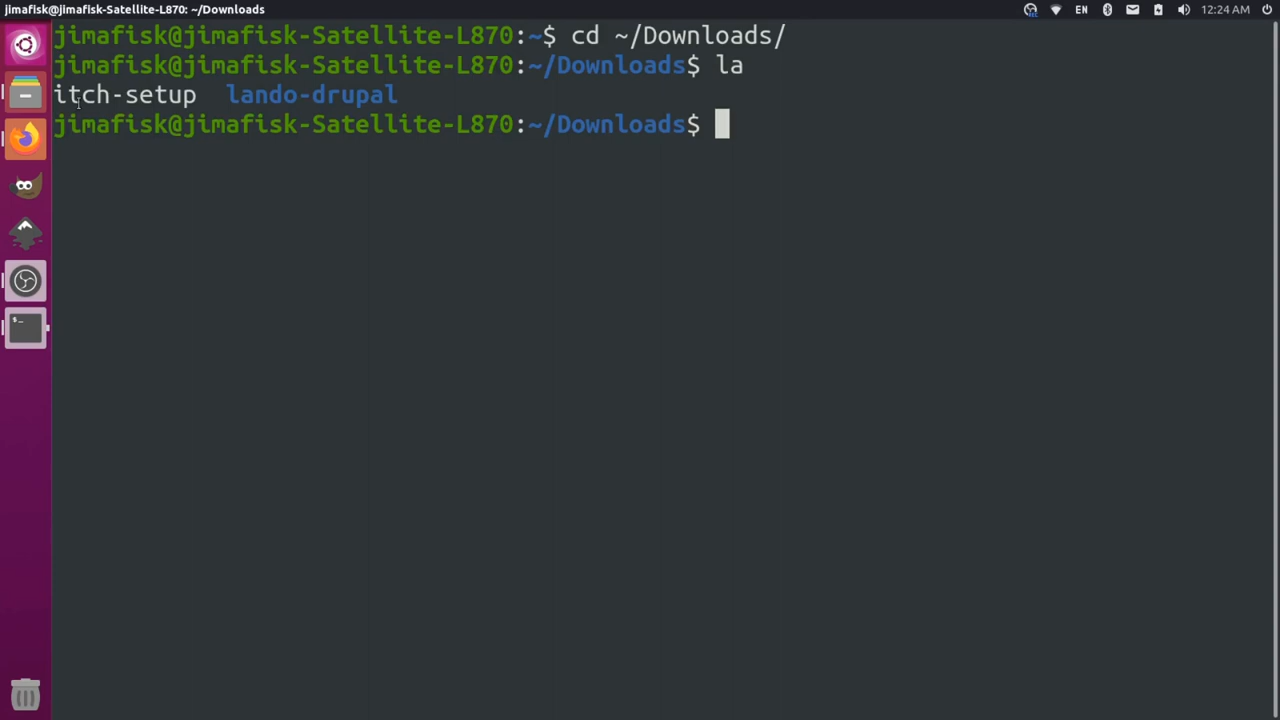 jimafisk@jimafisk-Satellite-L870: ~/Downloads
EN
12:24 AM
jimafisk@jimafisk-Satellite-L870:~$ cd ~/Downloads/
jimafisk@jimafisk-Satellite-L870:~/Downloads$ la
itch-setup lando-drupal
jimafisk@jimafisk-Satellite-L870:~/Downloads$